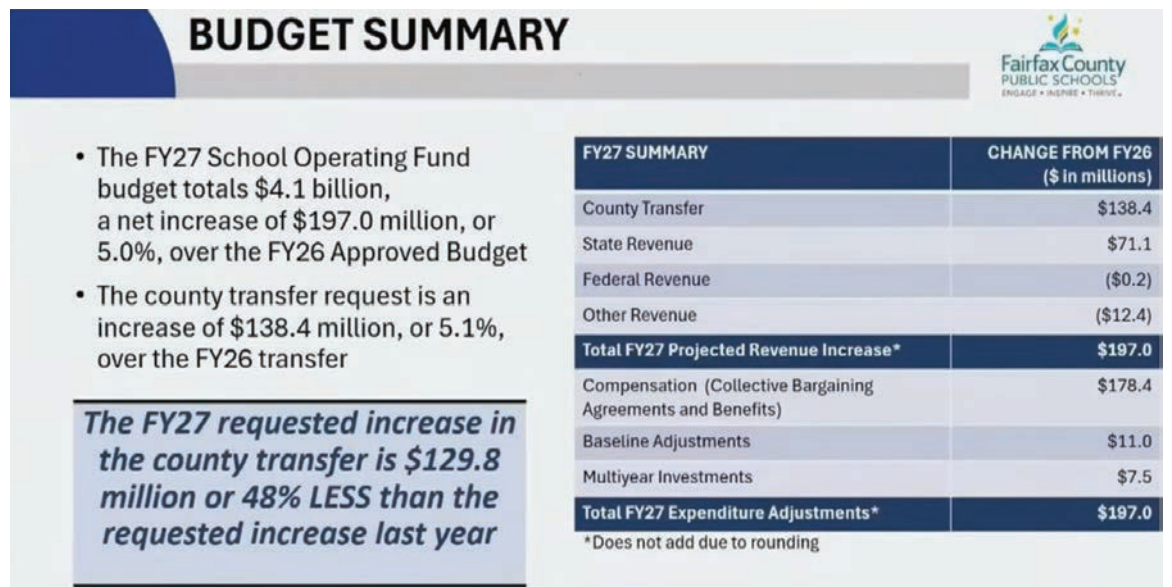 BUDGET SUMMARY
Fairfax County
PUBLIC SCHOOLS
ENGAGE • INSPIRE • THRIVE
• The FY27 School Operating Fund
budget totals $4.1 billion,
a net increase of $197.0 million, or
5.0%, over the FY26 Approved Budget
• The county transfer request is an
increase of $138.4 million, or 5.1%,
over the FY26 transfer
The FY27 requested increase in
the county transfer is $129.8
million or 48% LESS than the
requested increase last year
FY27 SUMMARY CHANGE FROM FY26
($ in millions)
County Transfer $138.4
State Revenue $71.1
Federal Revenue ($0.2)
Other Revenue ($12.4)
Total FY27 Projected Revenue Increase* $197.0
Compensation (Collective Bargaining $178.4
Agreements and Benefits)
Baseline Adjustments $11.0
Multiyear Investments $7.5
Total FY27 Expenditure Adjustments* $197.0
*Does not add due to rounding